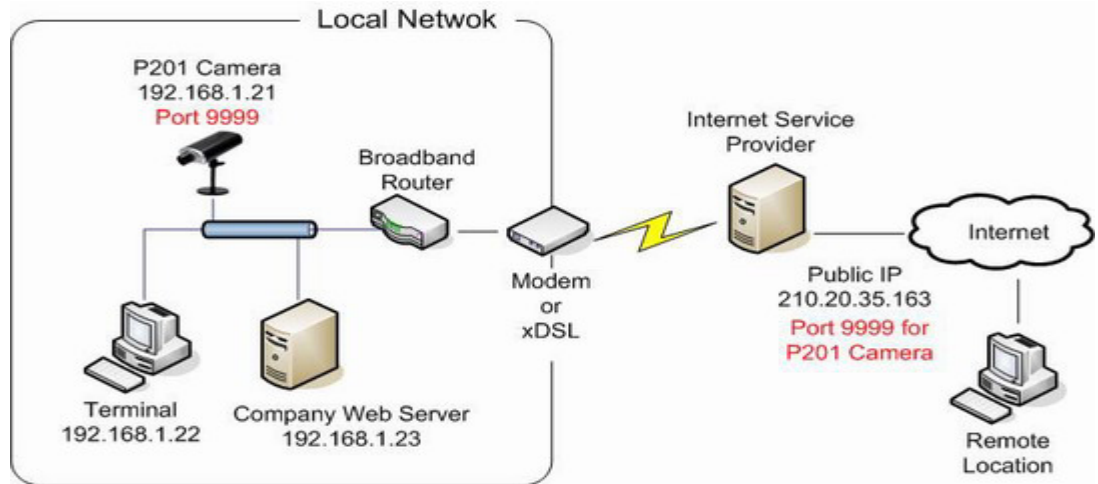 Local Netwok
P201 Camera
192.168.1.21
Port 9999
Broadband
Router
Internet Service
Provider
Internet
Modem
or
xDSL
Public IP
210.20.35.163
Port 9999 for
P201 Camera
Terminal
192.168.1.22
Company Web Server
192.168.1.23
Remote
Location